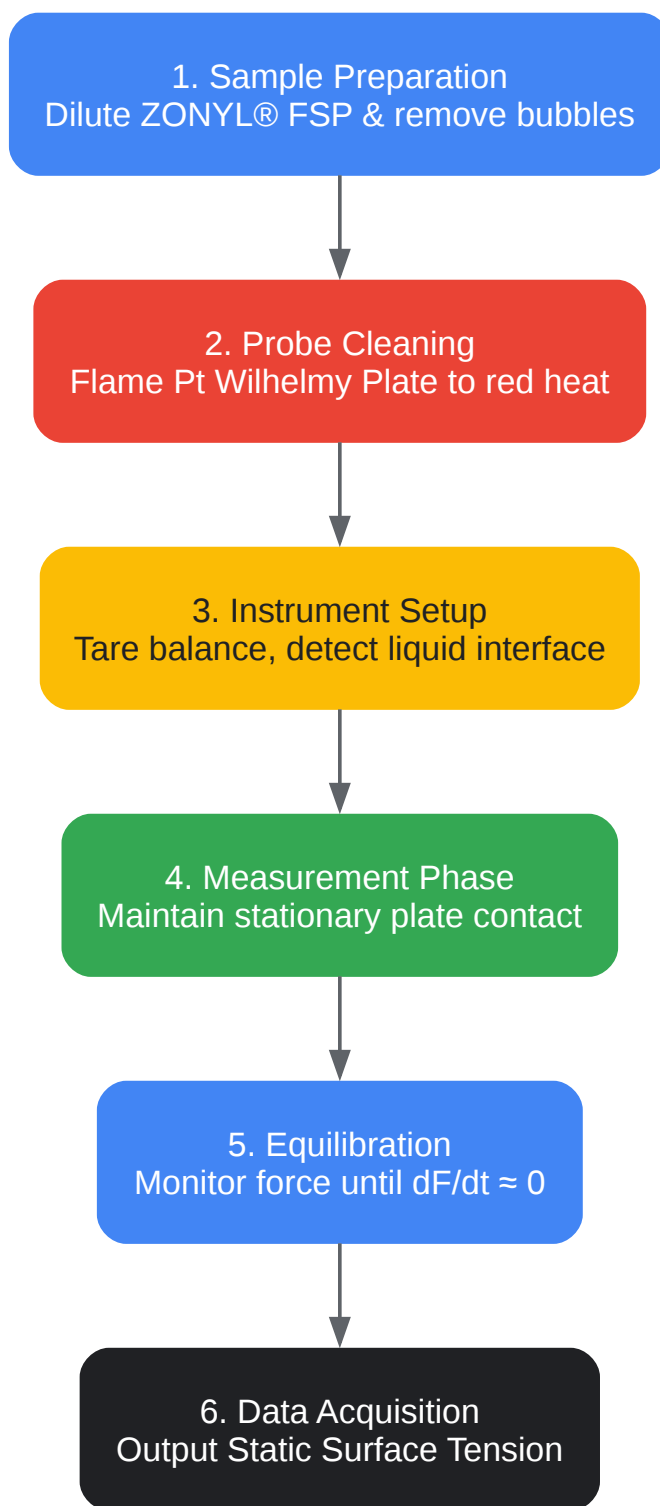 1. Sample Preparation
Dilute ZONYL® FSP & remove bubbles
2. Probe Cleaning
Flame Pt Wilhelmy Plate to red heat
3. Instrument Setup
Tare balance, detect liquid interface
4. Measurement Phase
Maintain stationary plate contact
5. Equilibration
Monitor force until dF/dt ≈ 0
6. Data Acquisition
Output Static Surface Tension